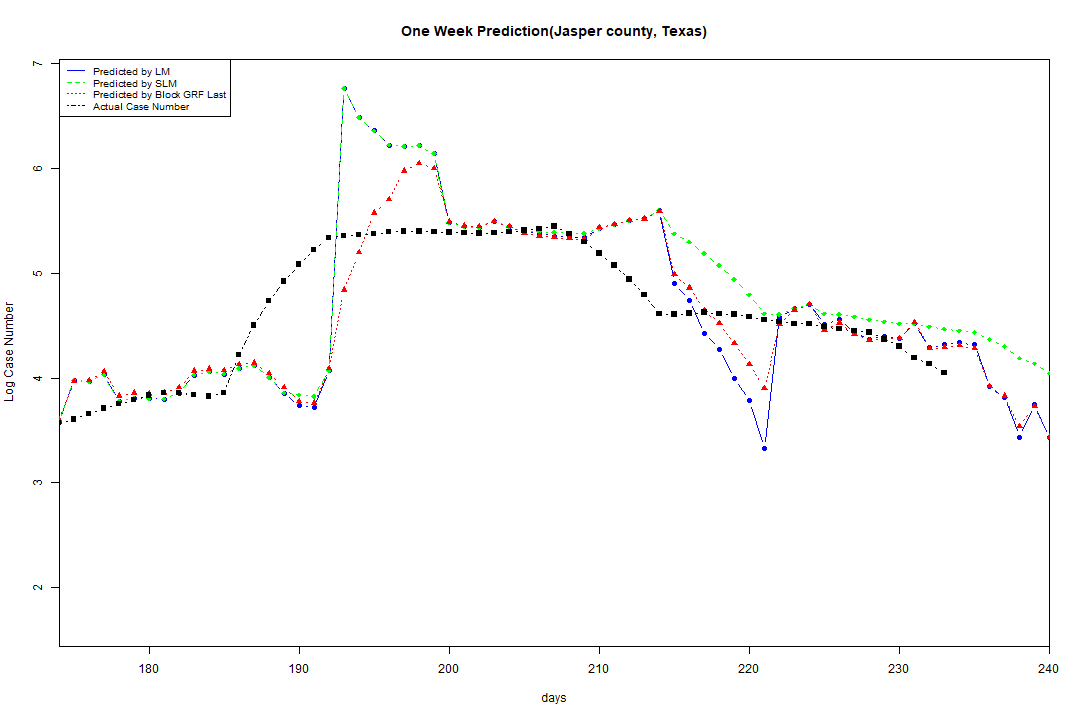 One Week Prediction(Jasper county, Texas)
Predicted by LM
Predicted by SLM
Predicted by Block GRF Last
Actual Case Number
Log Case Number
7
6
5
4
3
2
180 190 200 210 220 230 240
days